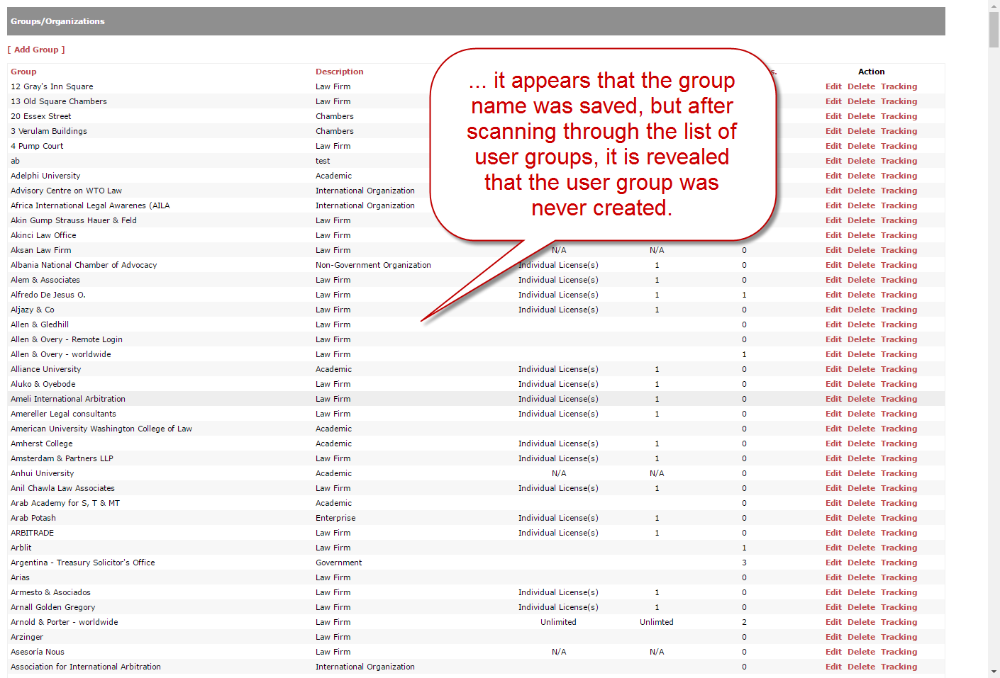 Groups/Organizations
[ Add Group ]
Group Description s. Action
12 Gray's Inn Square Law Firm Edit Delete Tracking
13 Old Square Chambers Law Firm Edit Delete Tracking
20 Essex Street Chambers Edit Delete Tracking
3 Verulam Buildings Chambers Edit Delete Tracking
4 Pump Court Law Firm Edit Delete Tracking
ab test Edit Delete Tracking
Adelphi University Academic Edit Delete Tracking
Advisory Centre on WTO Law International Organization Edit Delete Tracking
Africa International Legal Awarenes (AILA International Organization Edit Delete Tracking
Akin Gump Strauss Hauer & Feld Law Firm Edit Delete Tracking
Akinci Law Office Law Firm Edit Delete Tracking
... it appears that the group
name was saved, but after
scanning through the list of
user groups, it is revealed
that the user group was
never created.
Aksan Law Firm Law Firm N/A N/A 0 Edit Delete Tracking
Albania National Chamber of Advocacy Non-Government Organization Individual License(s) 1 0 Edit Delete Tracking
Alem & Associates Law Firm Individual License(s) 1 0 Edit Delete Tracking
Alfredo De Jesus O. Law Firm Individual License(s) 1 1 Edit Delete Tracking
Aljazy & Co Law Firm Individual License(s) 1 0 Edit Delete Tracking
Allen & Gledhill Law Firm 0 Edit Delete Tracking
Allen & Overy - Remote Login Law Firm 0 Edit Delete Tracking
Allen & Overy - worldwide Law Firm 1 Edit Delete Tracking
Alliance University Academic Individual License(s) 1 0 Edit Delete Tracking
Aluko & Oyebode Law Firm Individual License(s) 1 0 Edit Delete Tracking
Ameli International Arbitration Law Firm Individual License(s) 1 0 Edit Delete Tracking
Amereller Legal consultants Law Firm Individual License(s) 1 0 Edit Delete Tracking
American University Washington College of Law Academic 0 Edit Delete Tracking
Amherst College Academic Individual License(s) 1 0 Edit Delete Tracking
Amsterdam & Partners LLP Law Firm Individual License(s) 1 0 Edit Delete Tracking
Anhui University Academic N/A N/A 0 Edit Delete Tracking
Anil Chawla Law Associates Law Firm Individual License(s) 1 0 Edit Delete Tracking
Arab Academy for S, T & MT Academic 0 Edit Delete Tracking
Arab Potash Enterprise Individual License(s) 1 0 Edit Delete Tracking
ARBITRADE Law Firm Individual License(s) 1 0 Edit Delete Tracking
Arblit Law Firm 1 Edit Delete Tracking
Argentina - Treasury Solicitor's Office Government 3 Edit Delete Tracking
Arias Law Firm 0 Edit Delete Tracking
Armesto & Asociados Law Firm Individual License(s) 1 0 Edit Delete Tracking
Arnall Golden Gregory Law Firm Individual License(s) 1 0 Edit Delete Tracking
Arnold & Porter - worldwide Law Firm Unlimited Unlimted 2 Edit Delete Tracking
Arzinger Law Firm 0 Edit Delete Tracking
Asesoría Nous Law Firm N/A N/A 0 Edit Delete Tracking
Association for International Arbitration International Organization 0 Edit Delete Tracking